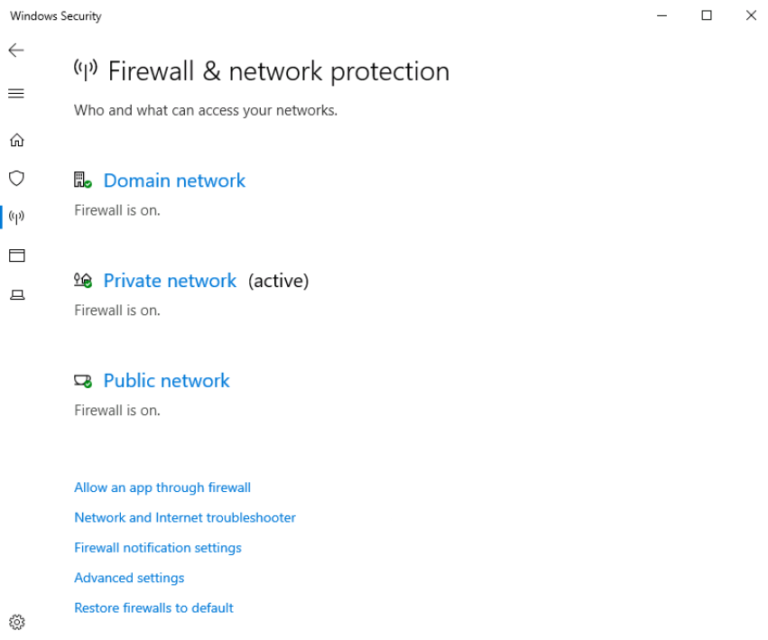 Windows Security
Firewall & network protection
Who and what can access your networks.
Domain network
Firewall is on.
Private network (active)
Firewall is on.
Public network
Firewall is on.
Allow an app through firewall
Network and Internet troubleshooter
Firewall notification settings
Advanced settings
Restore firewalls to default